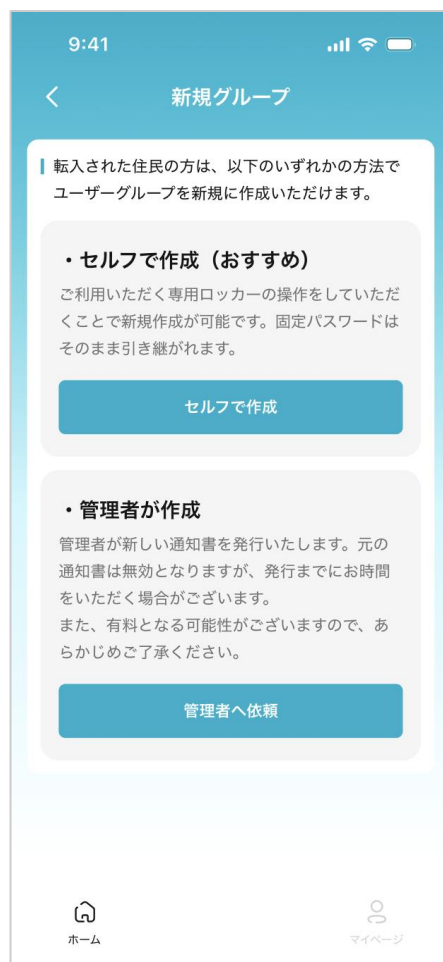 9:41
新規グループ
転入された住民の方は、以下のいずれかの方法で
ユーザーグループを新規に作成いただけます。
・セルフで作成（おすすめ）
ご利用いただく専用ロッカーの操作をしていただ
くことで新規作成が可能です。固定パスワードは
そのまま引き継がれます。
セルフで作成
・管理者が作成
管理者が新しい通知書を発行いたします。元の
通知書は無効となりますが、発行までにお時間
をいただく場合がございます。
また、有料となる可能性がございますので、あ
らかじめご了承ください。
管理者へ依頼
ホーム
マイページ